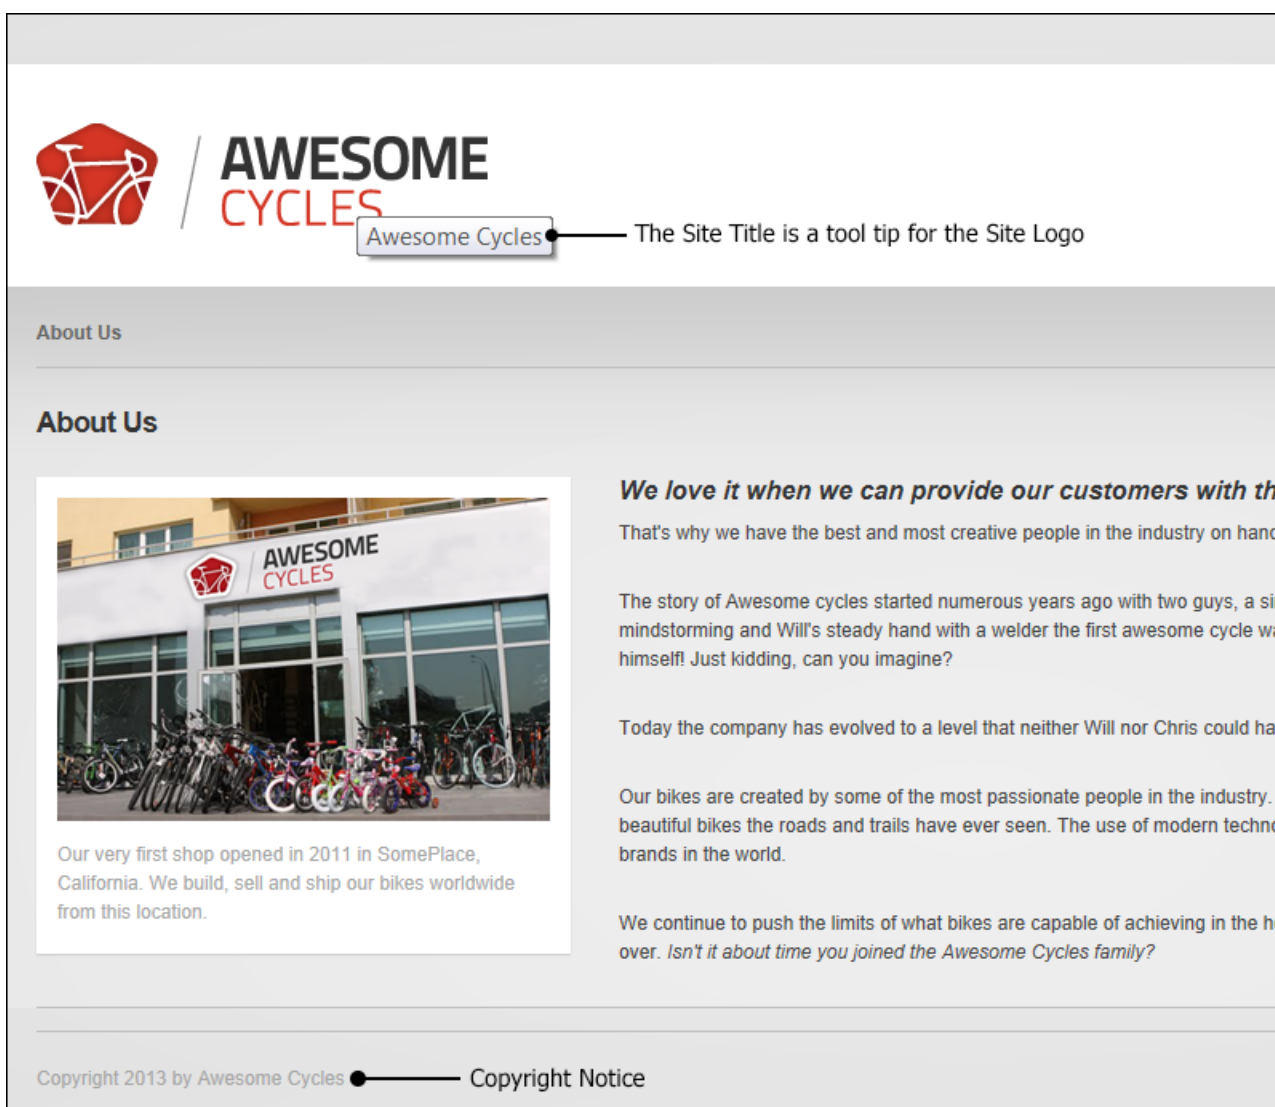 AWESOME
CYCLES
Awesome Cycles
The Site Title is a tool tip for the Site Logo
About Us
About Us
AWESOME
CYCLES
Our very first shop opened in 2011 in SomePlace,
California. We build, sell and ship our bikes worldwide
from this location.
We love it when we can provide our customers with th
That's why we have the best and most creative people in the industry on hand
The story of Awesome cycles started numerous years ago with two guys, a si
mindstorming and Will's steady hand with a welder the first awesome cycle wa
himself! Just kidding, can you imagine?
Today the company has evolved to a level that neither Will nor Chris could ha
Our bikes are created by some of the most passionate people in the industry.
beautiful bikes the roads and trails have ever seen. The use of modern techno
brands in the world.
We continue to push the limits of what bikes are capable of achieving in the h
over. Isn't it about time you joined the Awesome Cycles family?
Copyright 2013 by Awesome Cycles
Copyright Notice